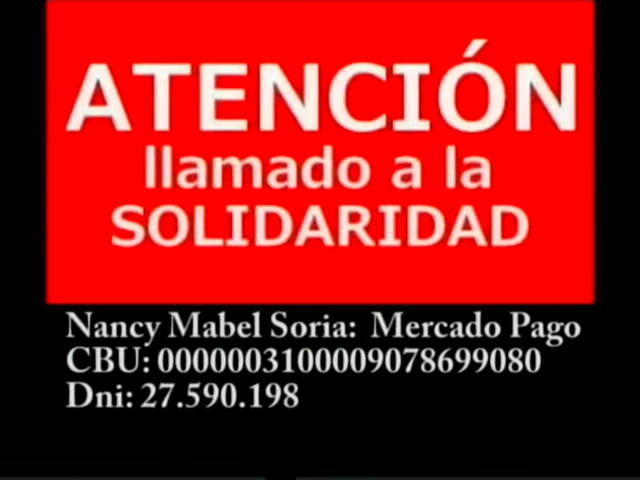 ATENCIÓN
llamado a la
SOLIDARIDAD
Nancy Mabel Soria: Mercado Pago
CBU: 0000003100009078699080
Dni: 27.590.198